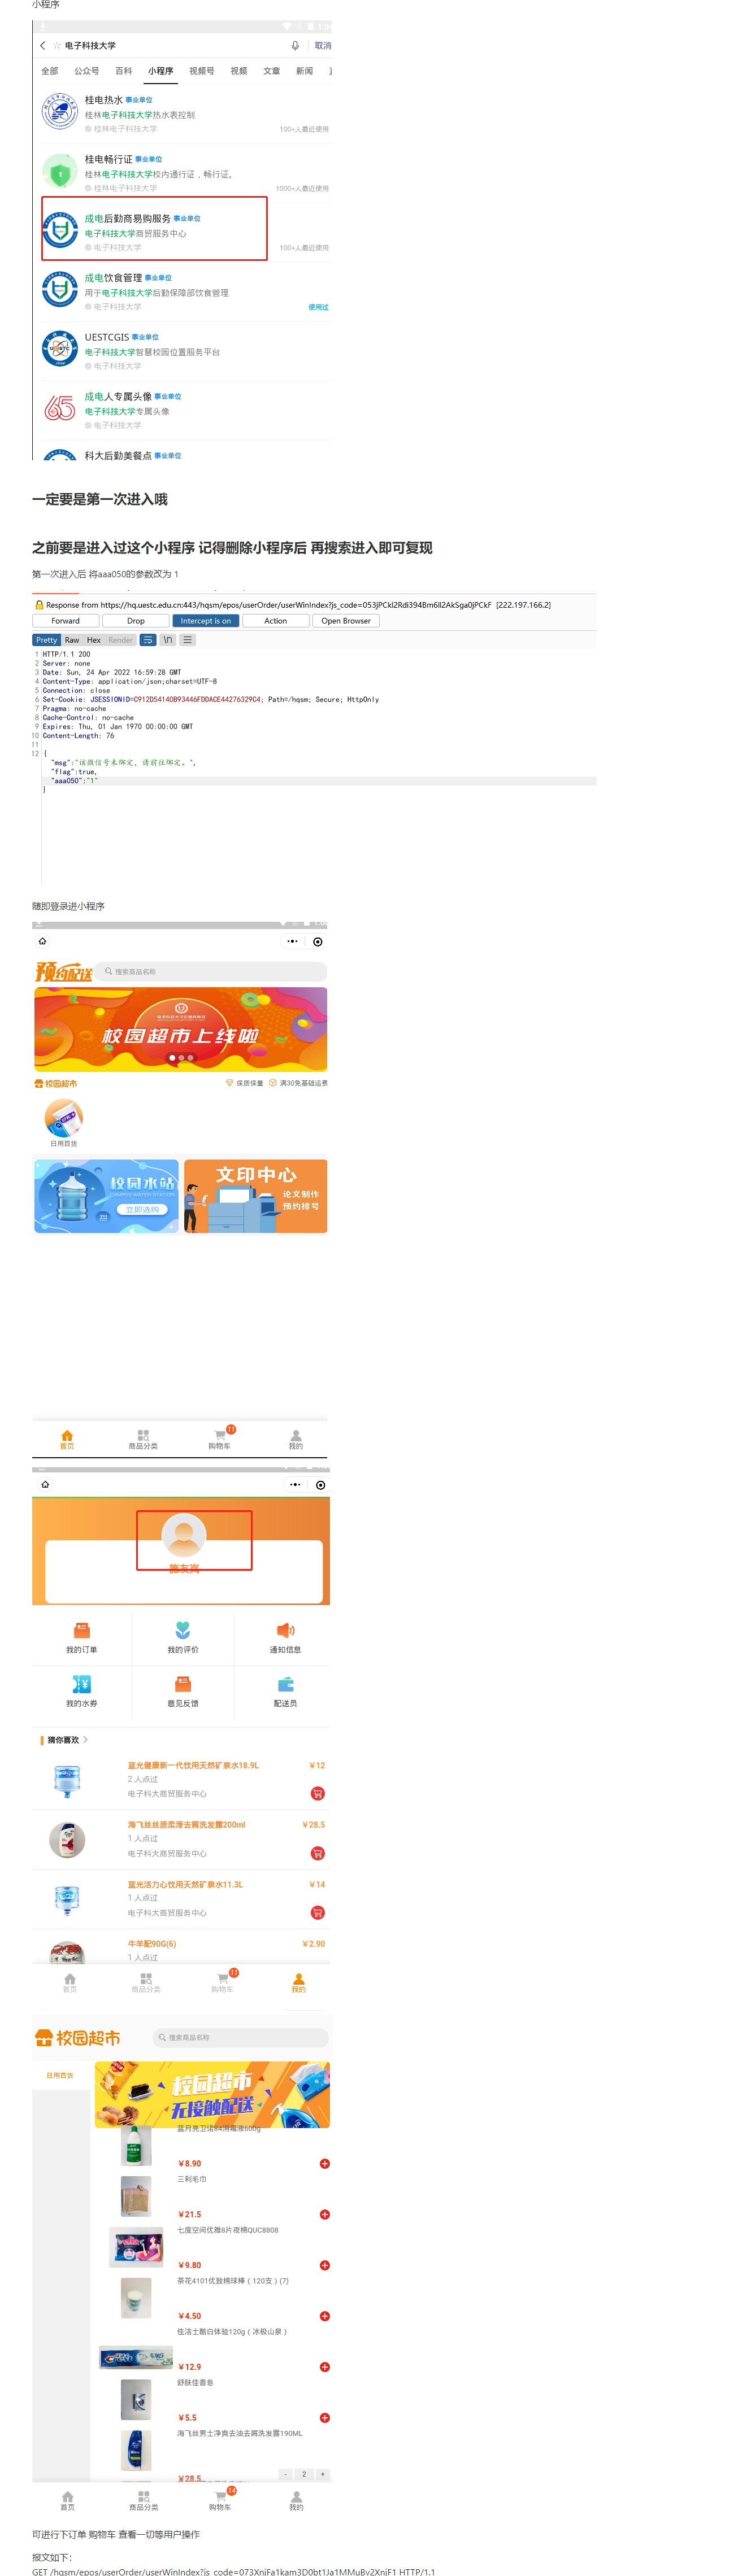 小程序
电子科技大学
取消
全部 公众号 百科 小程序 视频号 视频 文章 新闻
桂电热水 事业单位
桂林电子科技大学热水表控制
桂林电子科技大学
100+人最近使用
桂电畅行证 事业单位
桂林电子科技大学校内通行证，畅行证。
桂林电子科技大学
1000+人最近使用
成电后勤商易购服务 事业单位
电子科技大学商贸服务中心
电子科技大学
100+人最近使用
成电饮食管理 事业单位
用于电子科技大学后勤保障部饮食管理
电子科技大学
使用过
UESTCGIS 事业单位
电子科技大学智慧校园位置服务平台
电子科技大学
成电人专属头像 事业单位
电子科技大学专属头像
电子科技大学
科大后勤美餐点 事业单位
一定要是第一次进入哦
之前要是进入过这个小程序 记得删除小程序后 再搜索进入即可复现
第一次进入后 将aaa050的参数改为 1
Response from https://hq.uestc.edu.cn:443/hqsm/epos/userOrder/userWinIndex?js_code=053jPCkl2Rdi394Bm6ll2AkSga0jPCkF [222.197.166.2]
Forward Drop Intercept is on Action Open Browser
Pretty Raw Hex Render \n
1 HTTP/1.1 200
2 Server: none
3 Date: Sun, 24 Apr 2022 16:59:28 GMT
4 Content-Type: application/json;charset=UTF-8
5 Connection: close
6 Set-Cookie: JSESSIONID=C912D54140B93446FDDACE44276329C4; Path=/hqsm; Secure; HttpOnly
7 Pragma: no-cache
8 Cache-Control: no-cache
9 Expires: Thu, 01 Jan 1970 00:00:00 GMT
10 Content-Length: 76
11
12 {
"msg":"该微信号未绑定，请前往绑定。",
"flag":true,
"aaa050":"1"
}
随即登录进小程序
预约配送
搜索商品名称
校园超市上线啦
校园超市
保质保量 满30免基础运费
日用百货
校园水站
立即选购
文印中心
论文制作
预约排号
11
首页 商品分类 购物车 我的
施友岚
我的订单 我的评价 通知信息
我的水券 意见反馈 配送员
猜你喜欢
蓝光健康新一代饮用天然矿泉水18.9L ￥12
2 人点过
电子科大商贸服务中心
海飞丝丝质柔滑去屑洗发露200ml ￥28.5
1 人点过
电子科大商贸服务中心
蓝光活力心饮用天然矿泉水11.3L ￥14
1 人点过
电子科大商贸服务中心
牛羊配90G(6) ￥2.90
1 人点过
11
首页 商品分类 购物车 我的
校园超市
搜索商品名称
日用百货
校园超市
无接触配送
蓝月亮卫诺84消毒液600g
￥8.90
三利毛巾
￥21.5
七度空间优雅8片夜棉QUC8808
￥9.80
茶花4101优致棉球棒（120支）(7)
￥4.50
佳洁士酷白体验120g（冰极山泉）
￥12.9
舒肤佳香皂
￥5.5
海飞丝男士净爽去油去屑洗发露190ML
￥28.5
- 2 +
14
首页 商品分类 购物车 我的
可进行下订单 购物车 查看一切等用户操作
报文如下：
GET /hqsm/epos/userOrder/userWinIndex?js_code=073XnjFa1kam3D0bt1Ja1MMuBv2XnjF1 HTTP/1.1